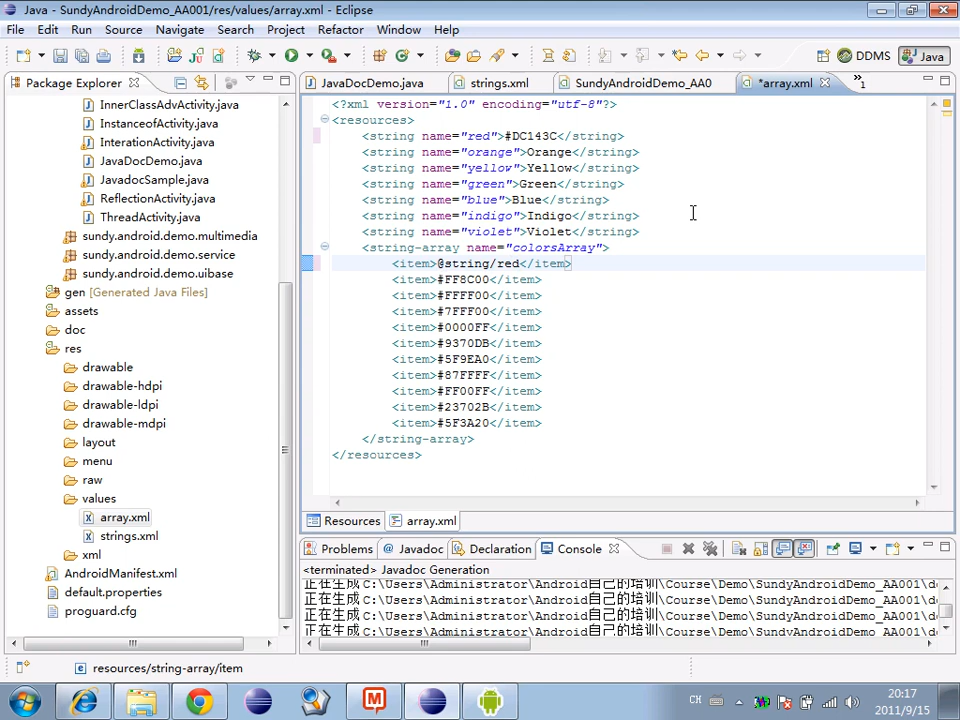 Java - SundyAndroidDemo_AA001/res/values/array.xml - Eclipse
File Edit Run Source Navigate Search Project Refactor Window Help
DDMS Java
Package Explorer
JavaDocDemo.java strings.xml SundyAndroidDemo_AA0 *array.xml »1
InnerClassAdvActivity.java
InstanceofActivity.java
InterationActivity.java
JavaDocDemo.java
JavadocSample.java
ReflectionActivity.java
ThreadActivity.java
sundy.android.demo.multimedia
sundy.android.demo.service
sundy.android.demo.uibase
gen [Generated Java Files]
assets
doc
res
drawable
drawable-hdpi
drawable-ldpi
drawable-mdpi
layout
menu
raw
values
array.xml
strings.xml
xml
AndroidManifest.xml
default.properties
proguard.cfg
<?xml version="1.0" encoding="utf-8"?>
<resources>
<string name="red">#DC143C</string>
<string name="orange">Orange</string>
<string name="yellow">Yellow</string>
<string name="green">Green</string>
<string name="blue">Blue</string>
<string name="indigo">Indigo</string>
<string name="violet">Violet</string>
<string-array name="colorsArray">
<item>@string/red</item>
<item>#FF8C00</item>
<item>#FFFF00</item>
<item>#7FFF00</item>
<item>#0000FF</item>
<item>#9370DB</item>
<item>#5F9EA0</item>
<item>#87FFFF</item>
<item>#FF00FF</item>
<item>#23702B</item>
<item>#5F3A20</item>
</string-array>
</resources>
Resources array.xml
Problems Javadoc Declaration Console
<terminated> Javadoc Generation
正在生成 C:\Users\Administrator\Android自己的培训\Course\Demo\SundyAndroidDemo_AA001\d
正在生成 C:\Users\Administrator\Android自己的培训\Course\Demo\SundyAndroidDemo_AA001\d
正在生成 C:\Users\Administrator\Android自己的培训\Course\Demo\SundyAndroidDemo_AA001\d
正在生成 C:\Users\Administrator\Android自己的培训\Course\Demo\SundyAndroidDemo_AA001\d
resources/string-array/item
CH
20:17
2011/9/15